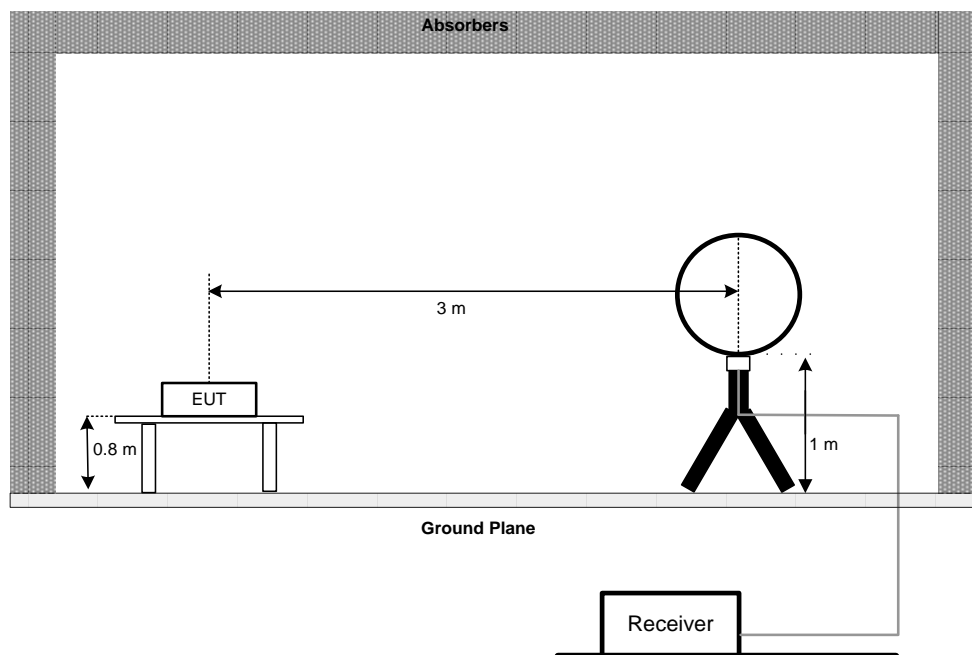 Absorbers
3 m
EUT
0.8 m
1 m
Ground Plane
Receiver